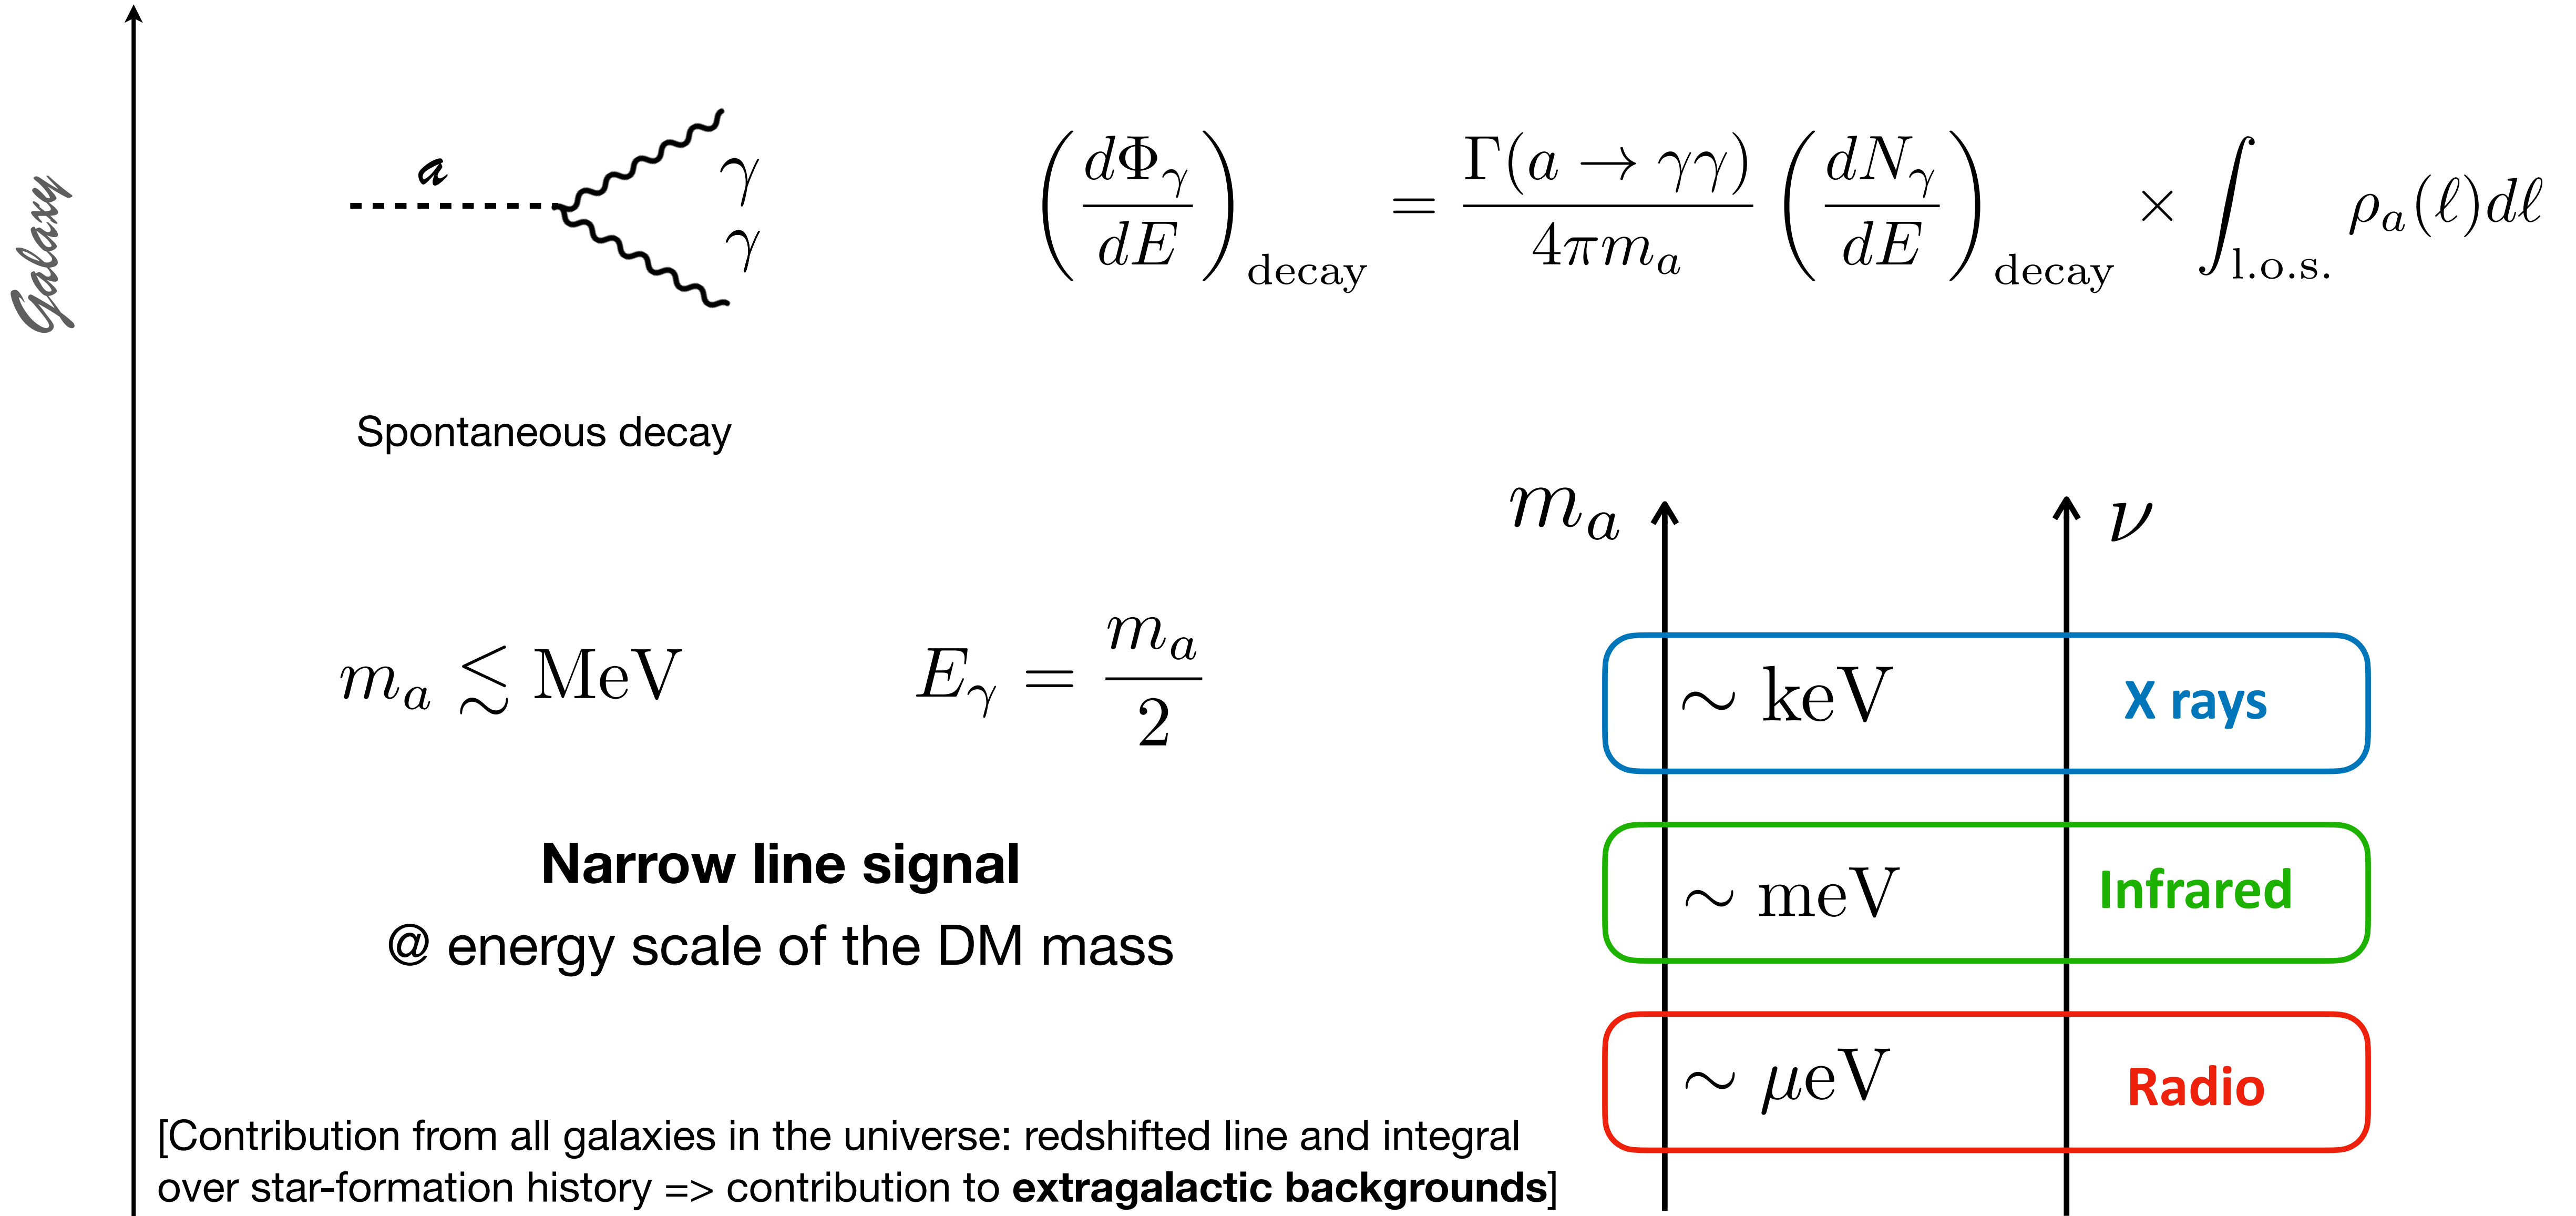 Galaxy
a
γ
γ
(dΦ_γ/dE)_decay = Γ(a → γγ)/(4πm_a) (dN_γ/dE)_decay × ∫_l.o.s. ρ_a(ℓ)dℓ
Spontaneous decay
m_a ν
m_a ≲ MeV E_γ = m_a/2
∼ keV X rays
Narrow line signal
@ energy scale of the DM mass
∼ meV Infrared
∼ μeV Radio
[Contribution from all galaxies in the universe: redshifted line and integral
over star-formation history => contribution to extragalactic backgrounds]